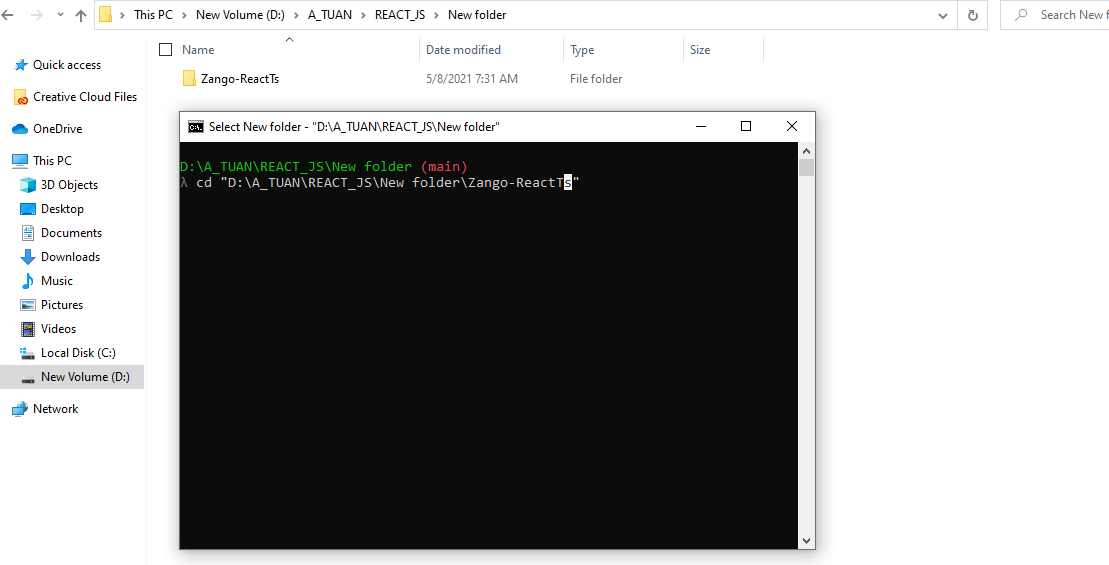 This PC > New Volume (D:) > A_TUAN > REACT_JS > New folder
Search New f
Name Date modified Type Size
Zango-ReactTs 5/8/2021 7:31 AM File folder
Quick access
Creative Cloud Files
OneDrive
This PC
3D Objects
Desktop
Documents
Downloads
Music
Pictures
Videos
Local Disk (C:)
New Volume (D:)
Network
C:\. Select New folder - "D:\A_TUAN\REACT_JS\New folder"
D:\A_TUAN\REACT_JS\New folder (main)
λ cd "D:\A_TUAN\REACT_JS\New folder\Zango-ReactTs"